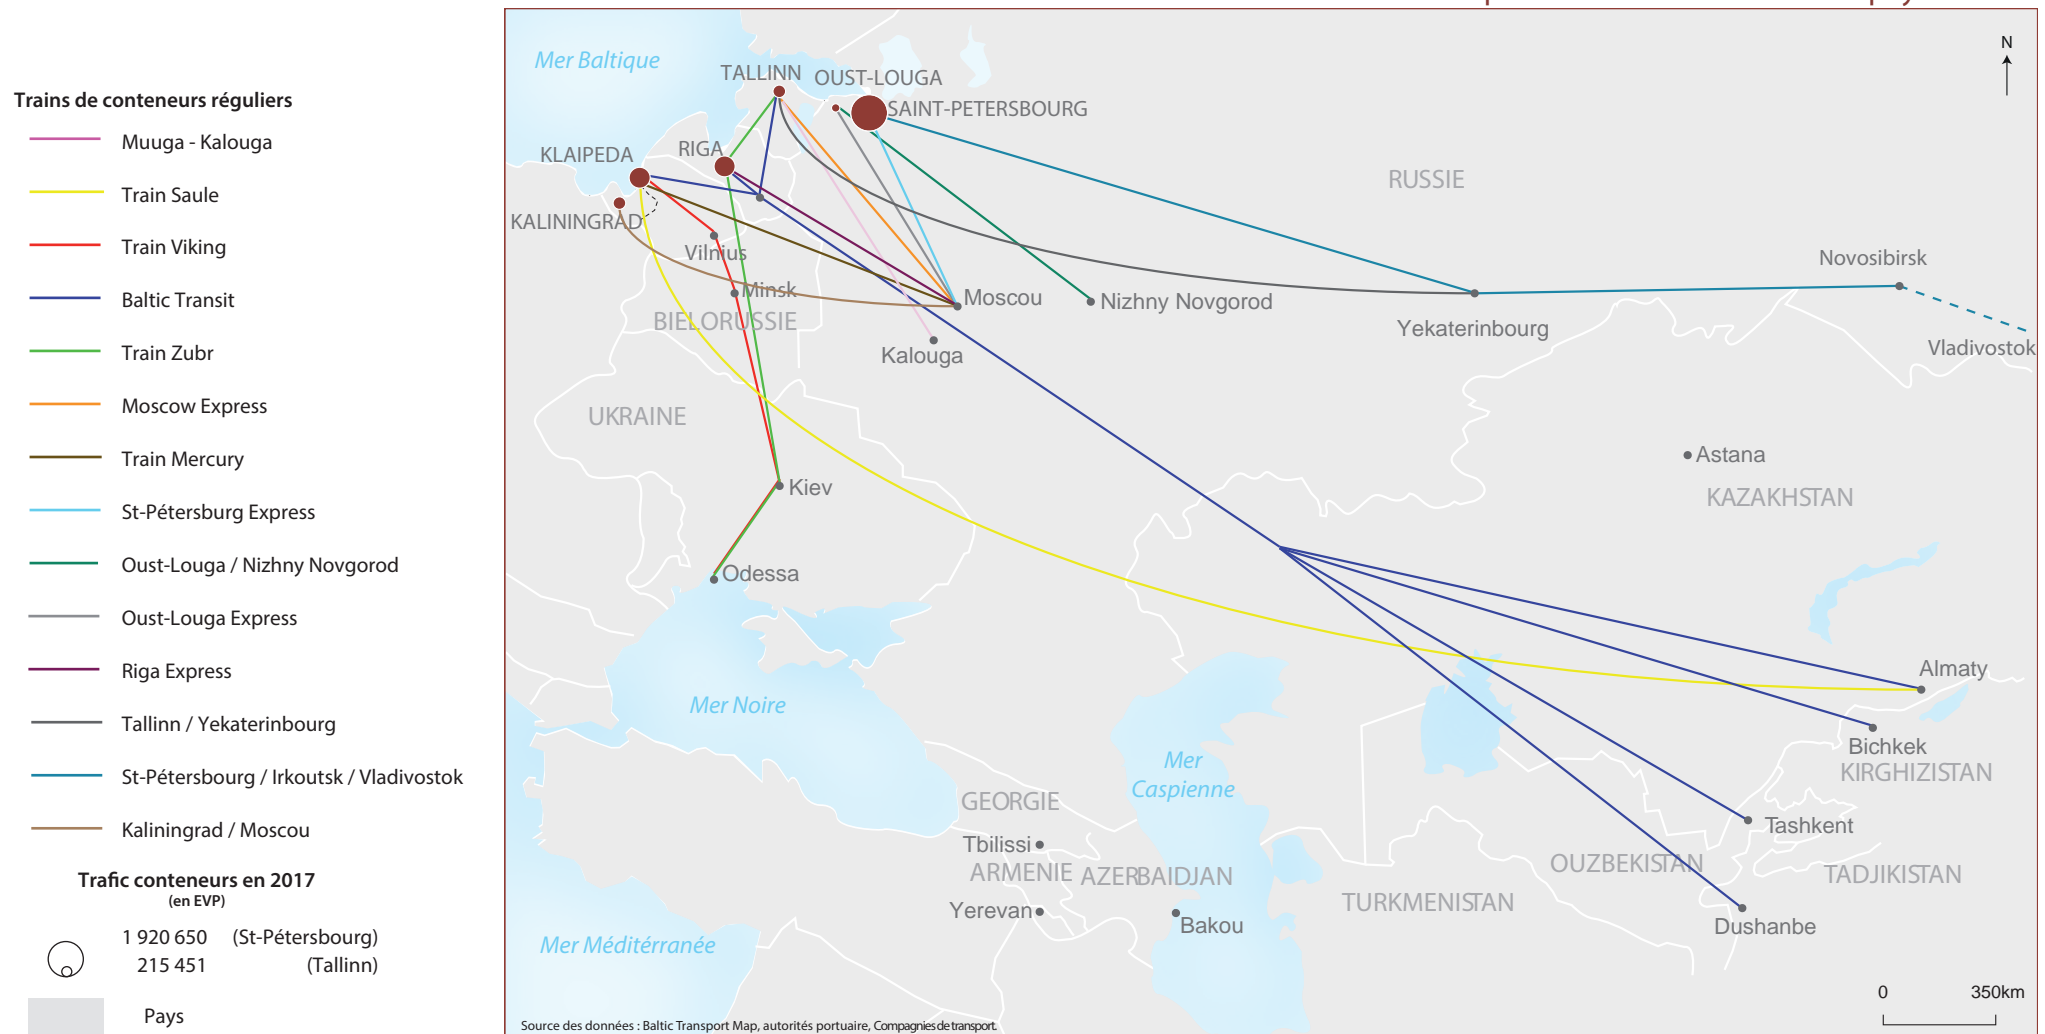 Trains de conteneurs réguliers
Muuga - Kalouga
Train Saule
Train Viking
Baltic Transit
Train Zubr
Moscow Express
Train Mercury
St-Pétersburg Express
Oust-Louga / Nizhny Novgorod
Oust-Louga Express
Riga Express
Tallinn / Yekaterinbourg
St-Pétersbourg / Irkoutsk / Vladivostok
Kaliningrad / Moscou
Trafic conteneurs en 2017
(en EVP)
1 920 650 (St-Pétersbourg)
215 451 (Tallinn)
Pays
Mer Baltique
TALLINN
OUST-LOUGA
SAINT-PETERSBOURG
N
KLAIPEDA
RIGA
KALININGRAD
RUSSIE
Vilnius
Minsk
BIELORUSSIE
Moscou
Nizhny Novgorod
Kalouga
Novosibirsk
Yekaterinbourg
Vladivostok
UKRAINE
Kiev
Odessa
Astana
KAZAKHSTAN
Almaty
Bichkek
KIRGHIZISTAN
Mer Noire
Mer
Caspienne
GEORGIE
Tbilissi
ARMENIE
AZERBAIDJAN
Yerevan
Bakou
TURKMENISTAN
OUZBEKISTAN
Tashkent
TADJIKISTAN
Dushanbe
Mer Méditérranée
0 350km
Source des données : Baltic Transport Map, autorités portuaire, Compagnies de transport.